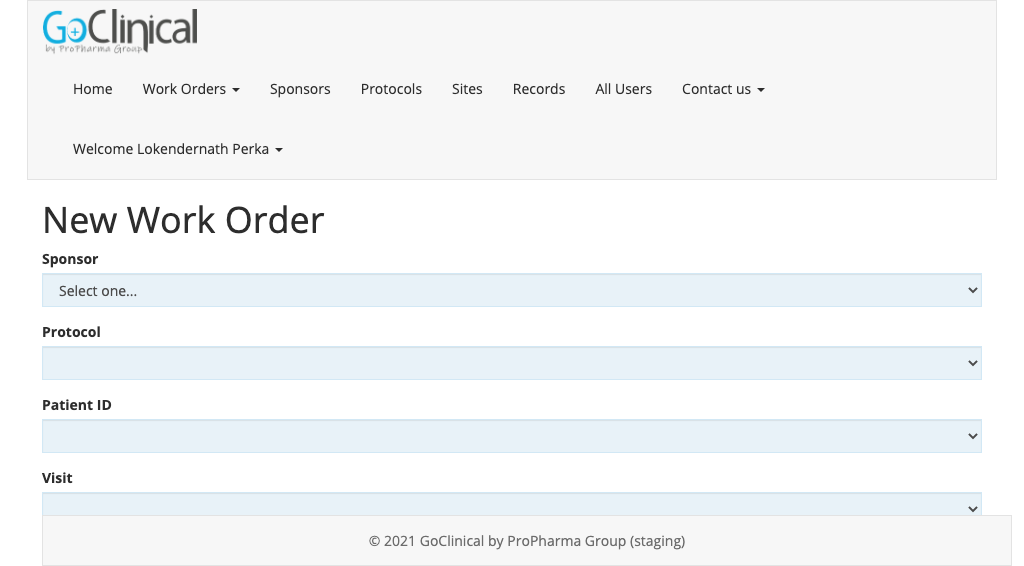 GoClinical
by ProPharma Group
Home Work Orders Sponsors Protocols Sites Records All Users Contact us
Welcome Lokendernath Perka
New Work Order
Sponsor
Select one...
Protocol
Patient ID
Visit
© 2021 GoClinical by ProPharma Group (staging)